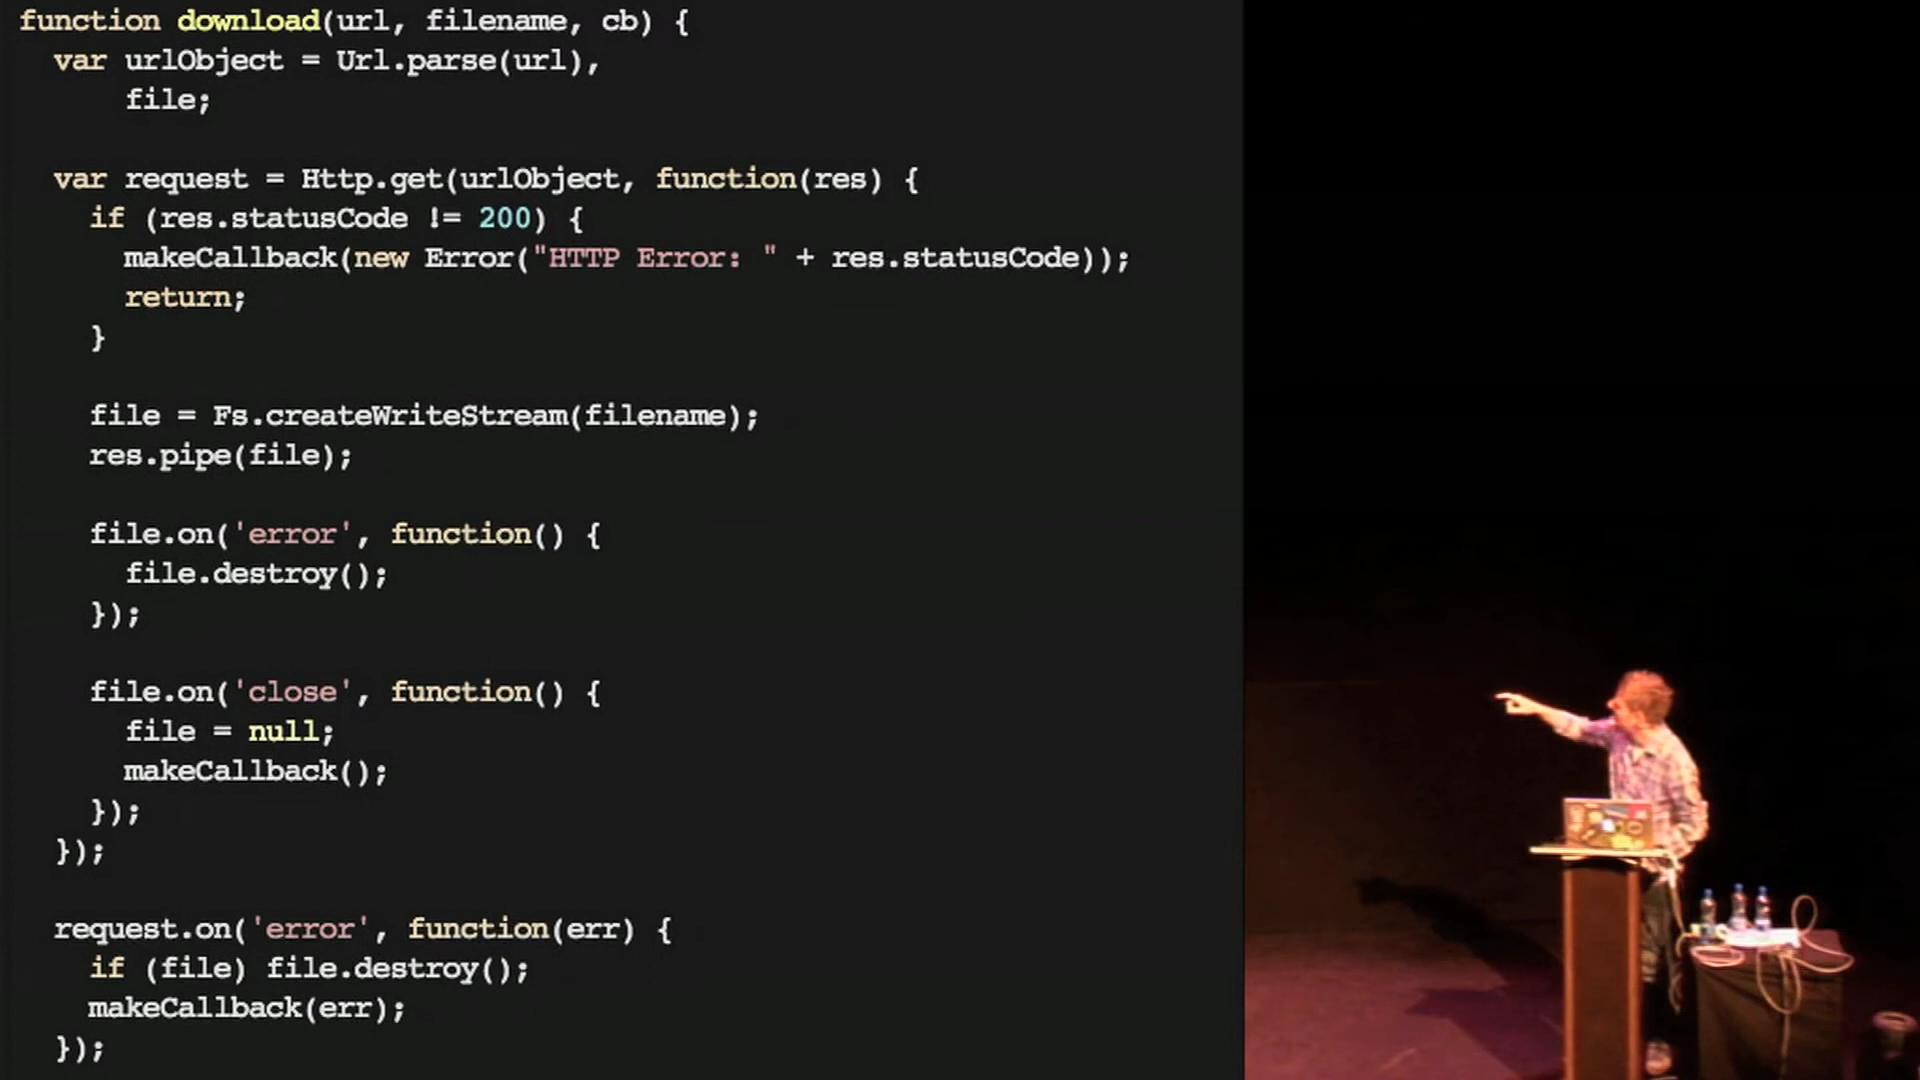 function download(url, filename, cb) {
  var urlObject = Url.parse(url),
      file;

  var request = Http.get(urlObject, function(res) {
    if (res.statusCode != 200) {
      makeCallback(new Error("HTTP Error: " + res.statusCode));
      return;
    }

    file = Fs.createWriteStream(filename);
    res.pipe(file);

    file.on('error', function() {
      file.destroy();
    });

    file.on('close', function() {
      file = null;
      makeCallback();
    });
  });

  request.on('error', function(err) {
    if (file) file.destroy();
    makeCallback(err);
  });